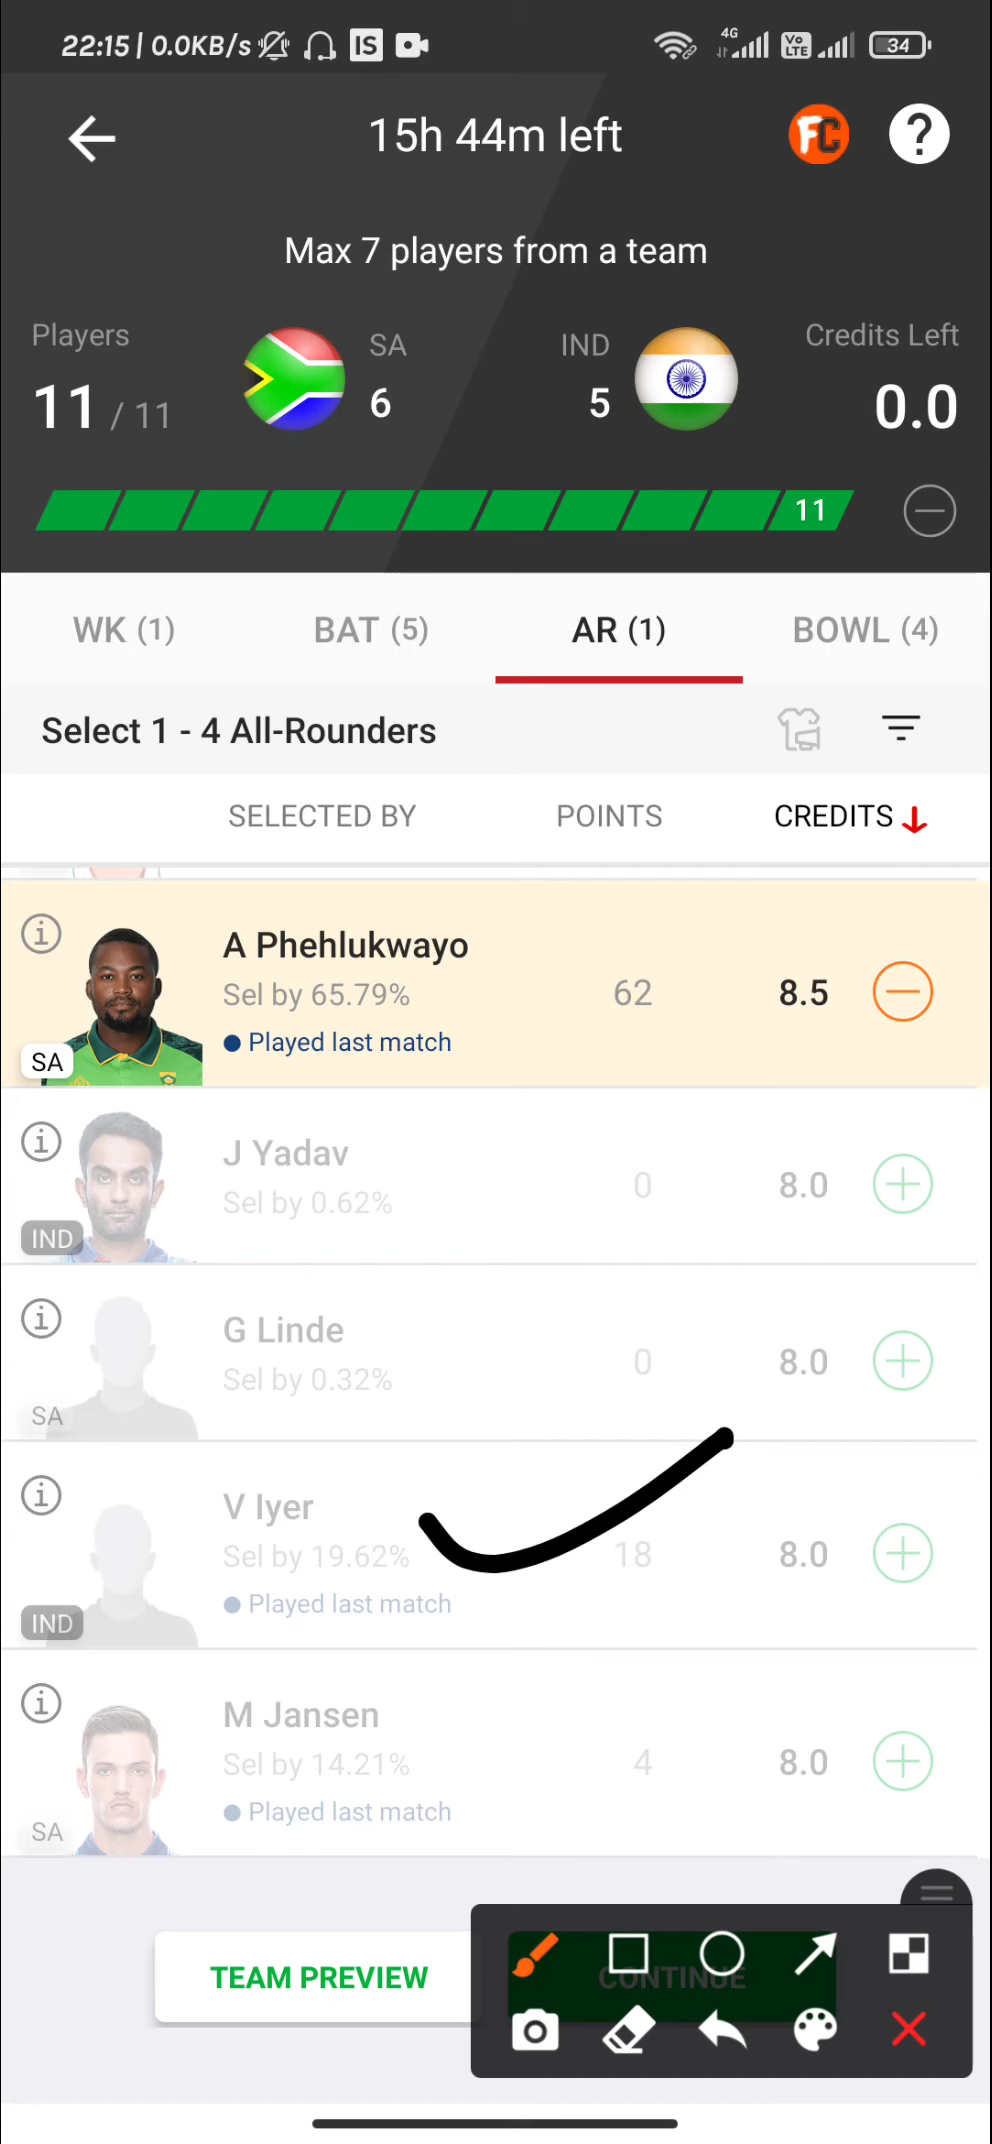 22:15 | 0.0KB/s IS 4G Vo LTE 34
15h 44m left FC ?
Max 7 players from a team
Players SA IND Credits Left
11 / 11 6 5 0.0
11
WK (1) BAT (5) AR (1) BOWL (4)
Select 1 - 4 All-Rounders
SELECTED BY POINTS CREDITS
A Phehlukwayo
Sel by 65.79% 62 8.5
Played last match
SA
J Yadav
Sel by 0.62% 0 8.0
IND
G Linde
Sel by 0.32% 0 8.0
SA
V Iyer
Sel by 19.62% 18 8.0
Played last match
IND
M Jansen
Sel by 14.21% 4 8.0
Played last match
SA
TEAM PREVIEW CONTINUE